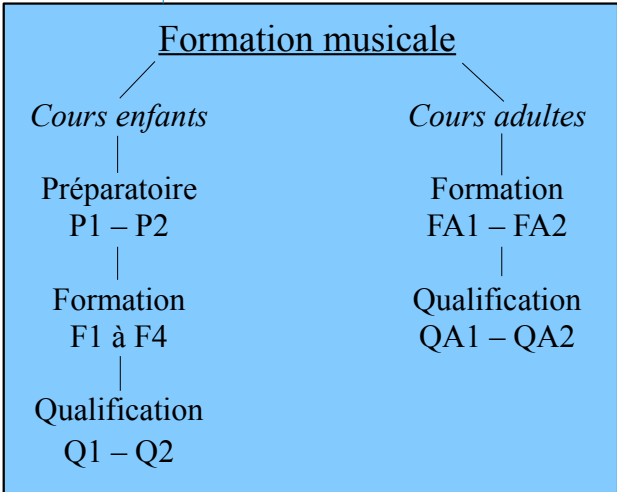 Formation musicale
Cours enfants
Préparatoire
P1 – P2
Formation
F1 à F4
Qualification
Q1 – Q2
Cours adultes
Formation
FA1 – FA2
Qualification
QA1 – QA2